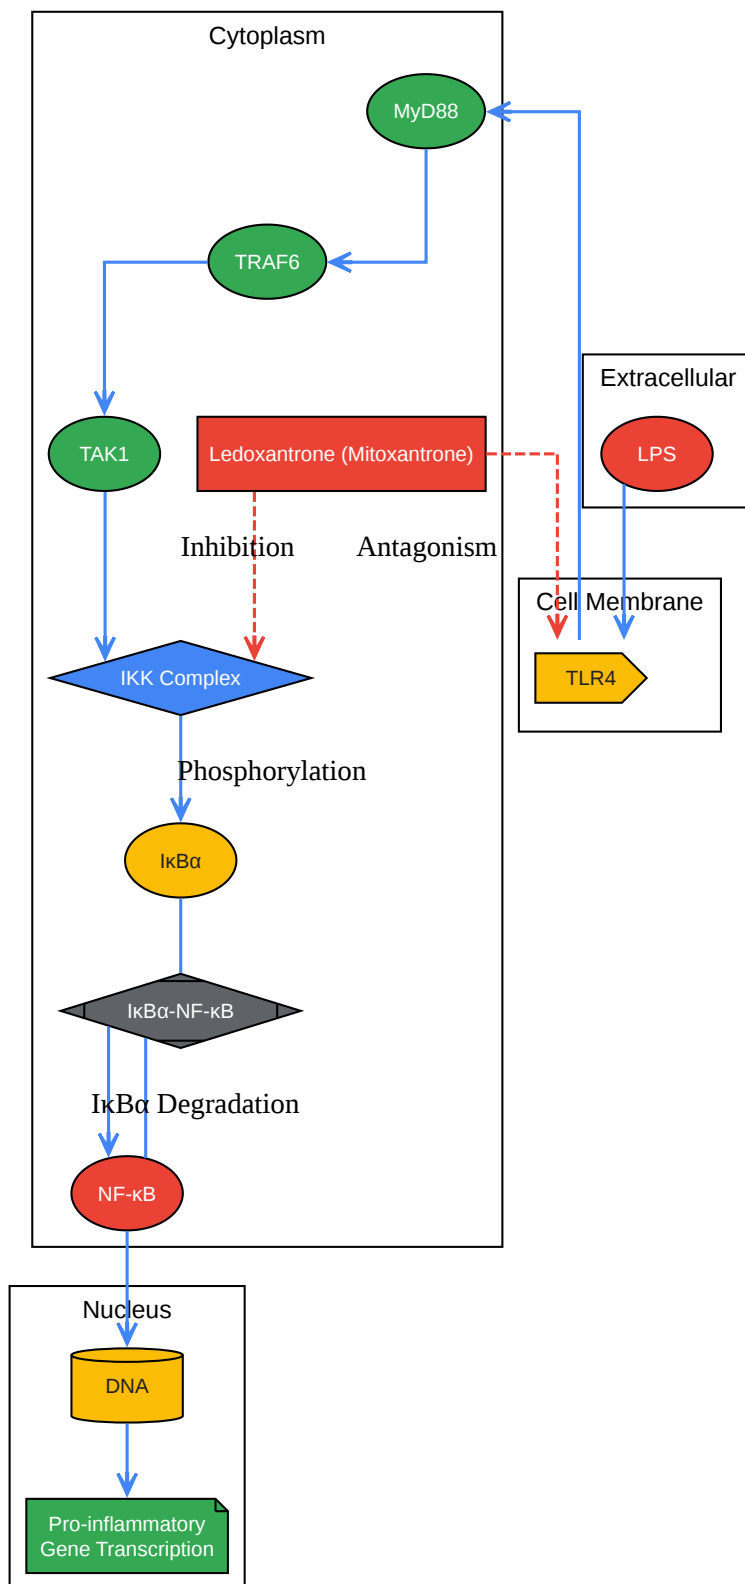 Cytoplasm
MyD88
TRAF6
Extracellular
TAK1
Ledoxantrone (Mitoxantrone)
LPS
Inhibition
Antagonism
Cell Membrane
IKK Complex
TLR4
Phosphorylation
IκBα
IκBα-NF-κB
IκBα Degradation
NF-κB
Nucleus
DNA
Pro-inflammatory
Gene Transcription